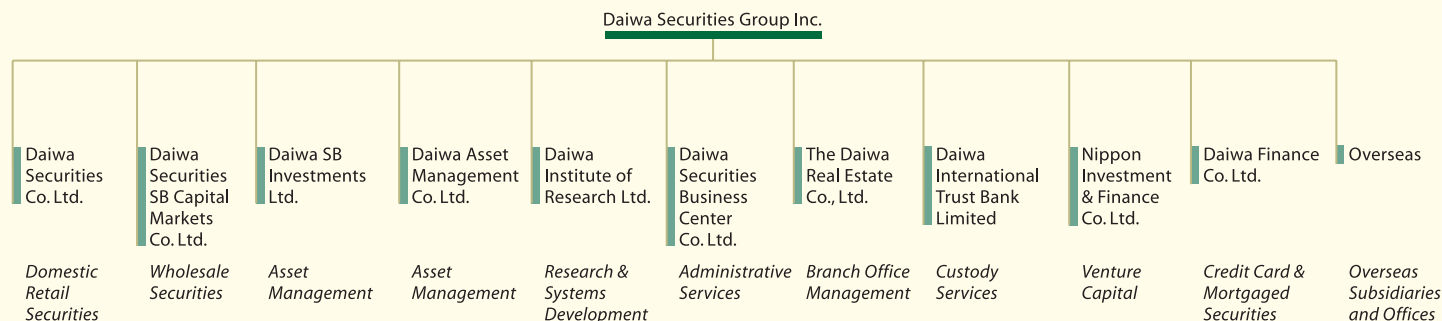 Daiwa Securities Group Inc.
Daiwa
Securities
Co. Ltd.
Domestic
Retail
Securities
Daiwa
Securities
SB Capital
Markets
Co. Ltd.
Wholesale
Securities
Daiwa SB
Investments
Ltd.
Asset
Management
Daiwa Asset
Management
Co. Ltd.
Asset
Management
Daiwa
Institute of
Research Ltd.
Research &
Systems
Development
Daiwa
Securities
Business
Center
Co. Ltd.
Administrative
Services
The Daiwa
Real Estate
Co., Ltd.
Branch Office
Management
Daiwa
International
Trust Bank
Limited
Custody
Services
Nippon
Investment
& Finance
Co. Ltd.
Venture
Capital
Daiwa Finance
Co. Ltd.
Credit Card &
Mortgaged
Securities
Overseas
Overseas
Subsidiaries
and Offices